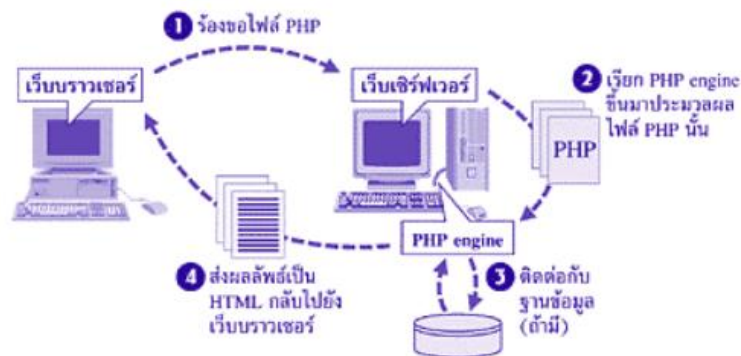 1 ร้องขอไฟล์ PHP
เว็บบราวเซอร์
เว็บเซิร์ฟเวอร์
2 เรียก PHP engine
ขึ้นมาประมวลผล
ไฟล์ PHP นั้น
PHP
PHP engine
3 ติดต่อกับ
ฐานข้อมูล
(ถ้ามี)
4 ส่งผลลัพธ์เป็น
HTML กลับไปยัง
เว็บบราวเซอร์